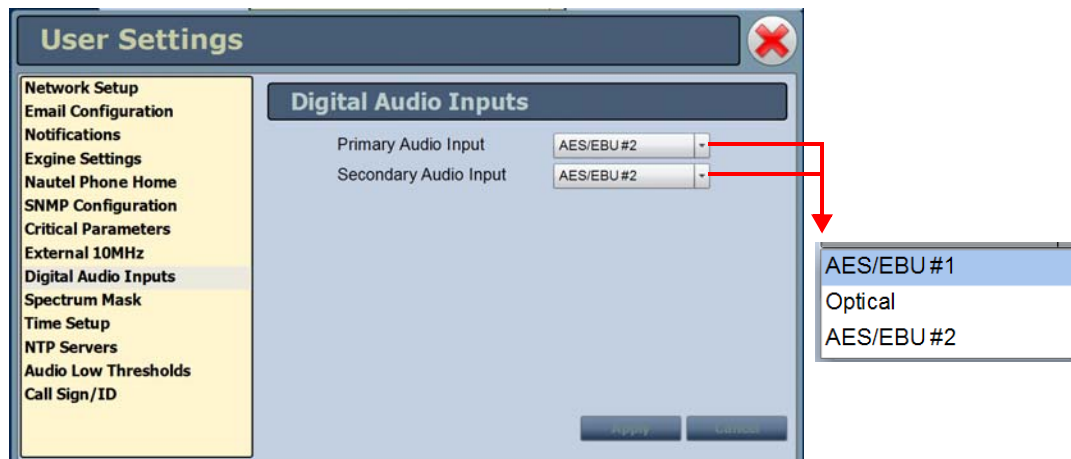 User Settings
Network Setup
Email Configuration
Notifications
Exgine Settings
Nautel Phone Home
SNMP Configuration
Critical Parameters
External 10MHz
Digital Audio Inputs
Spectrum Mask
Time Setup
NTP Servers
Audio Low Thresholds
Call Sign/ID
Digital Audio Inputs
Primary Audio Input AES/EBU #2
Secondary Audio Input AES/EBU #2
Apply Cancel
AES/EBU #1
Optical
AES/EBU #2